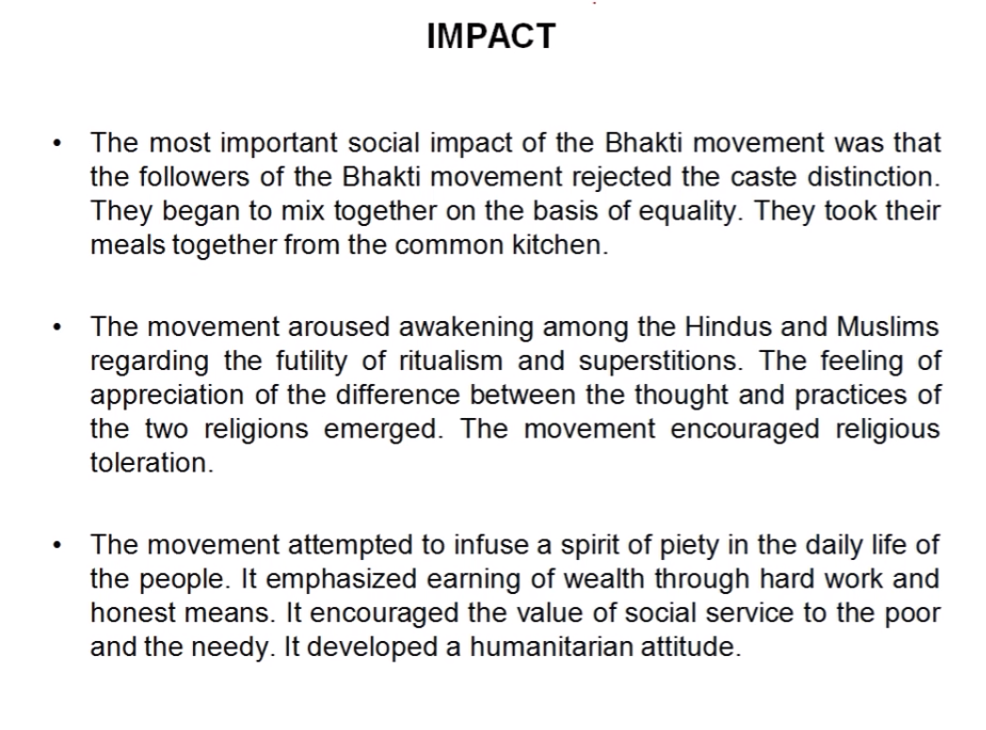 IMPACT
• The most important social impact of the Bhakti movement was that
the followers of the Bhakti movement rejected the caste distinction.
They began to mix together on the basis of equality. They took their
meals together from the common kitchen.
• The movement aroused awakening among the Hindus and Muslims
regarding the futility of ritualism and superstitions. The feeling of
appreciation of the difference between the thought and practices of
the two religions emerged. The movement encouraged religious
toleration.
• The movement attempted to infuse a spirit of piety in the daily life of
the people. It emphasized earning of wealth through hard work and
honest means. It encouraged the value of social service to the poor
and the needy. It developed a humanitarian attitude.